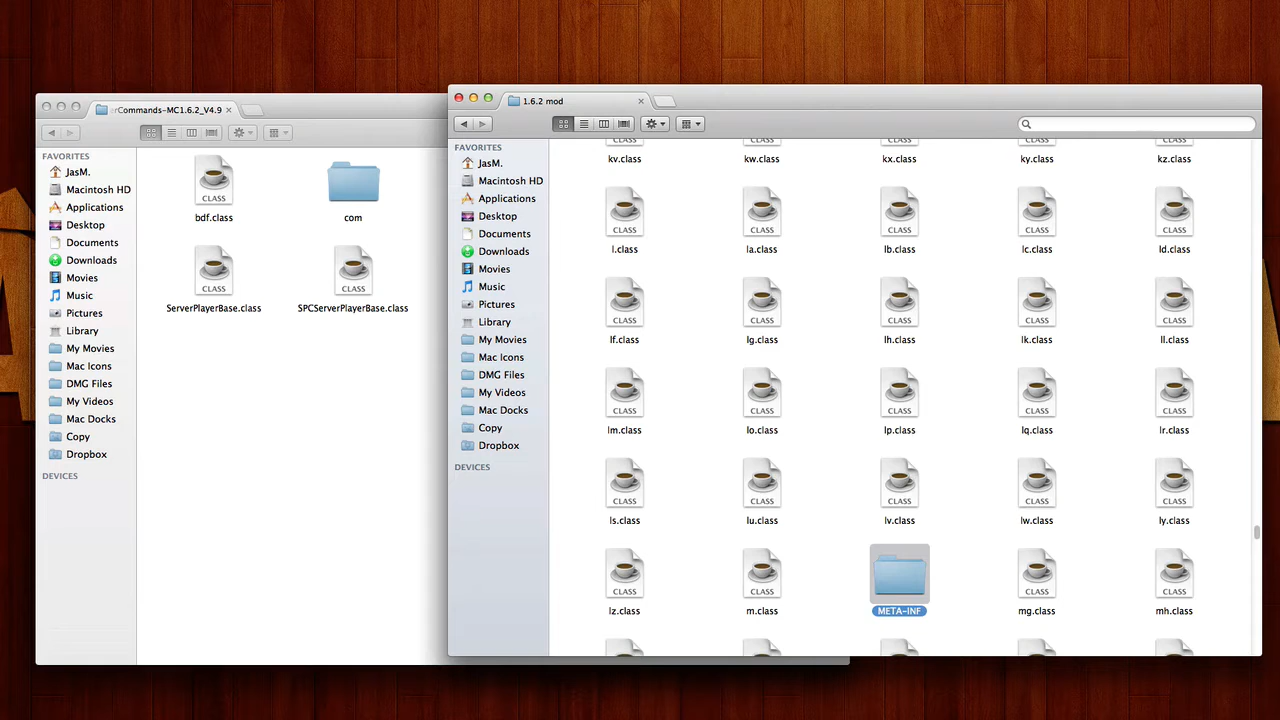 erCommands-MC1.6.2_V4.9
FAVORITES
JasM.
Macintosh HD
Applications
Desktop
Documents
Downloads
Movies
Music
Pictures
Library
My Movies
Mac Icons
DMG Files
My Videos
Mac Docks
Copy
Dropbox
DEVICES
CLASS
bdf.class
com
CLASS
CLASS
ServerPlayerBase.class
SPCServerPlayerBase.class
1.6.2 mod
FAVORITES
JasM.
Macintosh HD
Applications
Desktop
Documents
Downloads
Movies
Music
Pictures
Library
My Movies
Mac Icons
DMG Files
My Videos
Mac Docks
Copy
Dropbox
DEVICES
kv.class
kw.class
kx.class
ky.class
kz.class
CLASS
CLASS
CLASS
CLASS
CLASS
l.class
la.class
lb.class
lc.class
ld.class
CLASS
CLASS
CLASS
CLASS
CLASS
lf.class
lg.class
lh.class
lk.class
ll.class
CLASS
CLASS
CLASS
CLASS
CLASS
lm.class
lo.class
lp.class
lq.class
lr.class
CLASS
CLASS
CLASS
CLASS
CLASS
ls.class
lu.class
lv.class
lw.class
ly.class
CLASS
CLASS
CLASS
CLASS
lz.class
m.class
META-INF
mg.class
mh.class